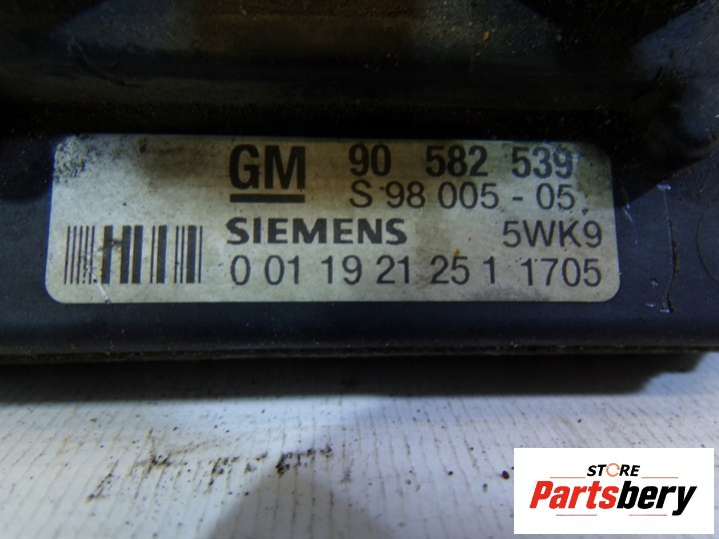 GM 90 582 539
S 98 005 - 05
SIEMENS 5WK9
0 01 19 21 25 1 1705
STORE
Partsbery